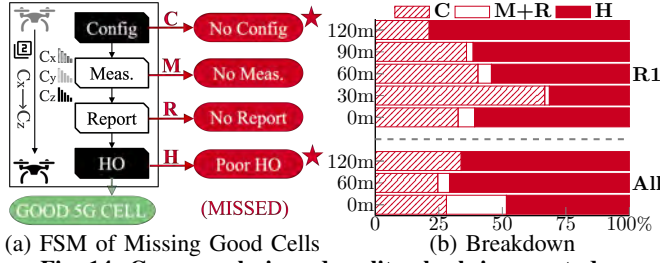 Config
C
No Config
2
Cx
Cy
Cz
Meas.
M
No Meas.
Cx→Cz
Report
R
No Report
HO
H
Poor HO
GOOD 5G CELL
(MISSED)
(a) FSM of Missing Good Cells
C M+R H
120m
90m
60m
30m
0m
R1
120m
60m
0m
All
0 25 50 75 100%
(b) Breakdown